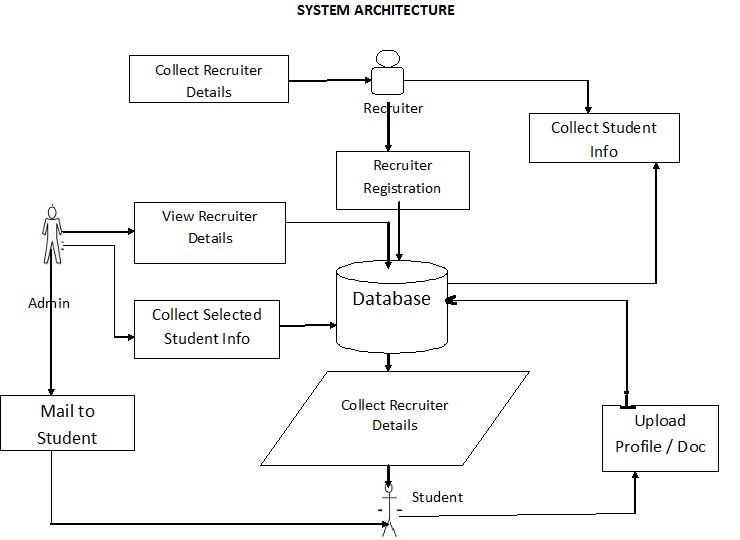 SYSTEM ARCHITECTURE
Collect Recruiter
Details
Recruiter
Collect Student
Info
Recruiter
Registration
View Recruiter
Details
Admin
Database
Collect Selected
Student Info
Mail to
Student
Collect Recruiter
Details
Upload
Profile / Doc
Student